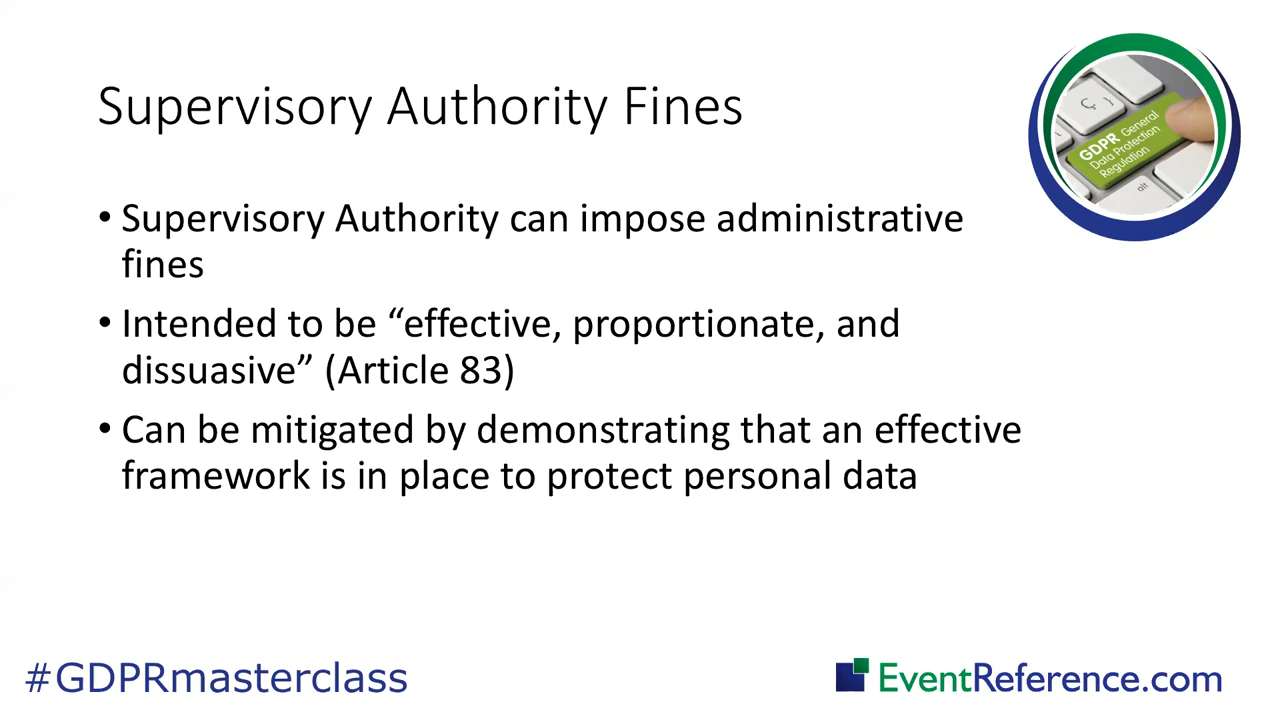 Supervisory Authority Fines
• Supervisory Authority can impose administrative
fines
• Intended to be “effective, proportionate, and
dissuasive” (Article 83)
• Can be mitigated by demonstrating that an effective
framework is in place to protect personal data
Ç
GDPR General
Data Protection
Regulation
alt
#GDPRmasterclass
EventReference.com